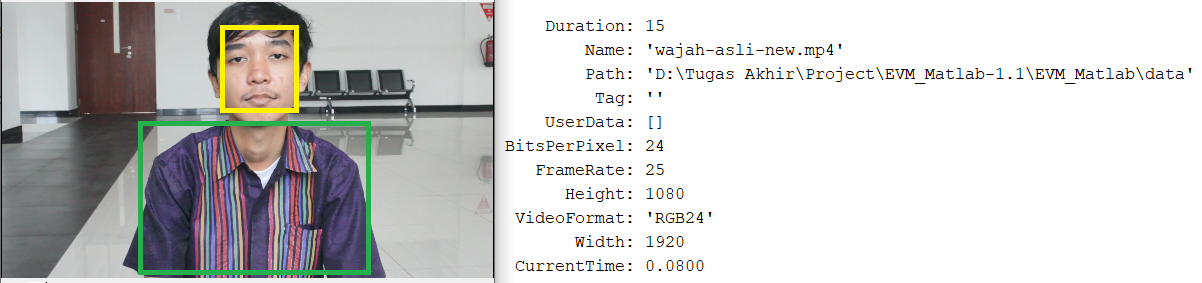 Duration: 15
Name: 'wajah-asli-new.mp4'
Path: 'D:\Tugas Akhir\Project\EVM_Matlab-1.1\EVM_Matlab\data'
Tag: ''
UserData: []
BitsPerPixel: 24
FrameRate: 25
Height: 1080
VideoFormat: 'RGB24'
Width: 1920
CurrentTime: 0.0800